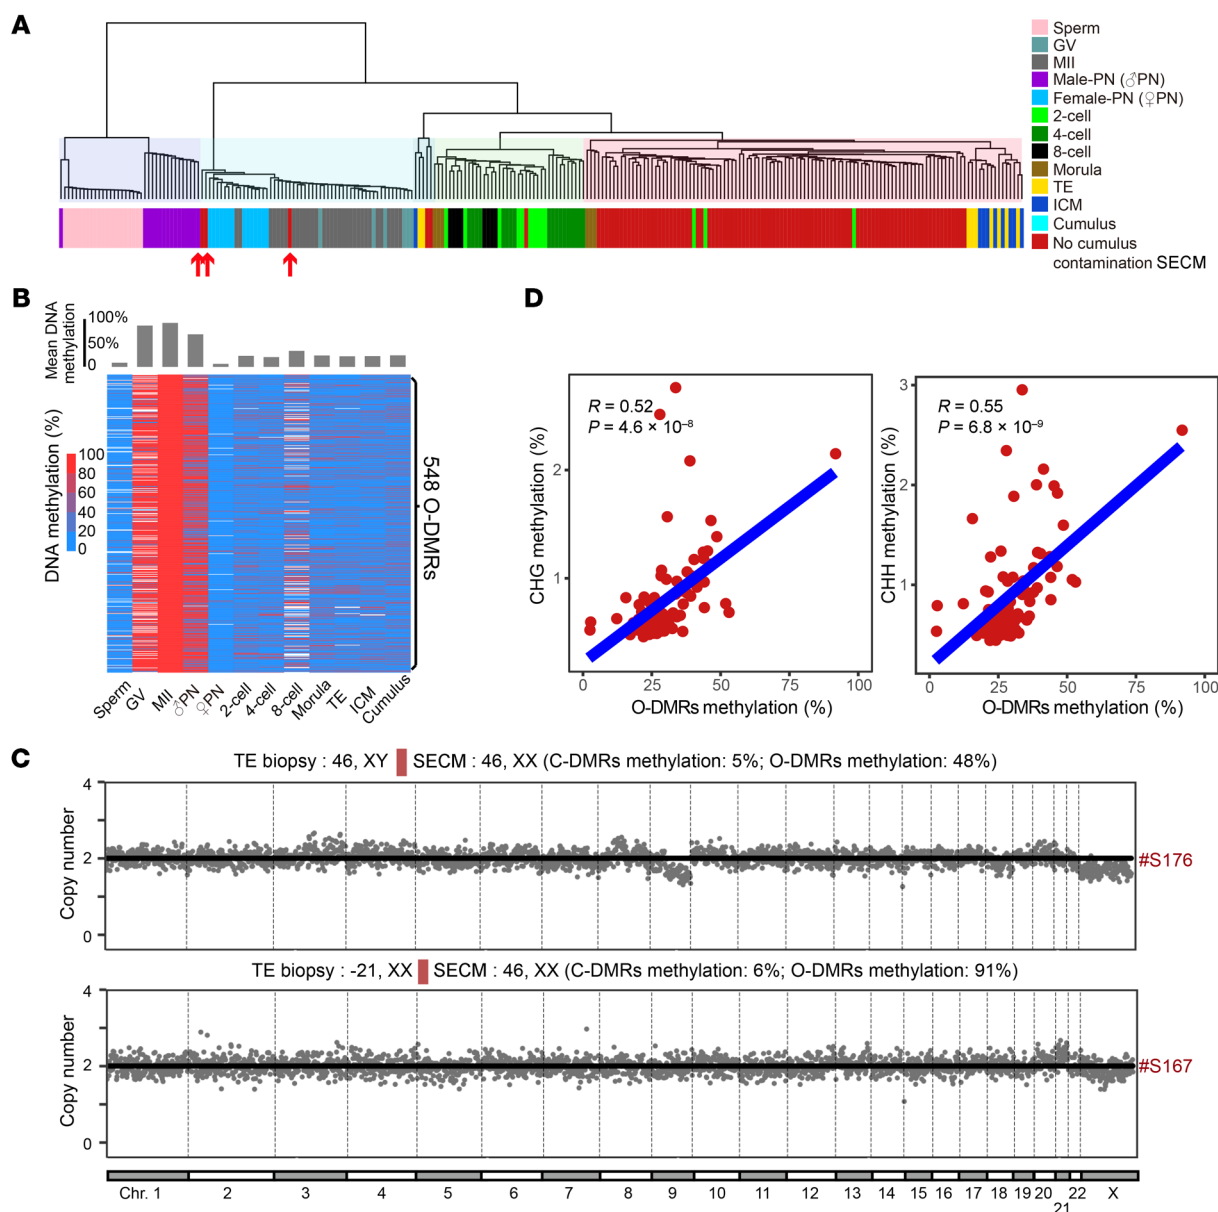 A
Sperm
GV
MII
Male-PN (♂PN)
Female-PN (♀PN)
2-cell
4-cell
8-cell
Morula
TE
ICM
Cumulus
No cumulus
contamination SECM
B
Mean DNA
methylation
100%
50%
0
DNA methylation (%)
100
80
60
40
20
0
548 O-DMRs
Sperm
GV
MII
♂PN
♀PN
2-cell
4-cell
8-cell
Morula
TE
ICM
Cumulus
D
R = 0.52
P = 4.6 × 10⁻⁸
CHG methylation (%)
2
1
0
25
50
75
100
O-DMRs methylation (%)
R = 0.55
P = 6.8 × 10⁻⁹
CHH methylation (%)
3
2
1
0
25
50
75
100
O-DMRs methylation (%)
C
TE biopsy : 46, XY SECM : 46, XX (C-DMRs methylation: 5%; O-DMRs methylation: 48%)
Copy number
4
2
0
#S176
TE biopsy : -21, XX SECM : 46, XX (C-DMRs methylation: 6%; O-DMRs methylation: 91%)
Copy number
4
2
0
#S167
Chr. 1 2 3 4 5 6 7 8 9 10 11 12 13 14 15 16 17 18 19 20 21 22 X